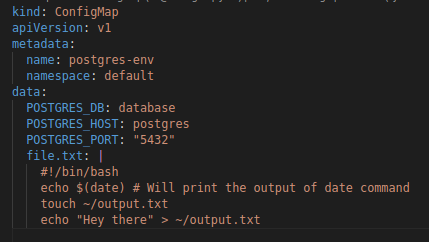 kind: ConfigMap
apiVersion: v1
metadata:
  name: postgres-env
  namespace: default
data:
  POSTGRES_DB: database
  POSTGRES_HOST: postgres
  POSTGRES_PORT: "5432"
  file.txt: |
    #!/bin/bash
    echo $(date) # Will print the output of date command
    touch ~/output.txt
    echo "Hey there" > ~/output.txt